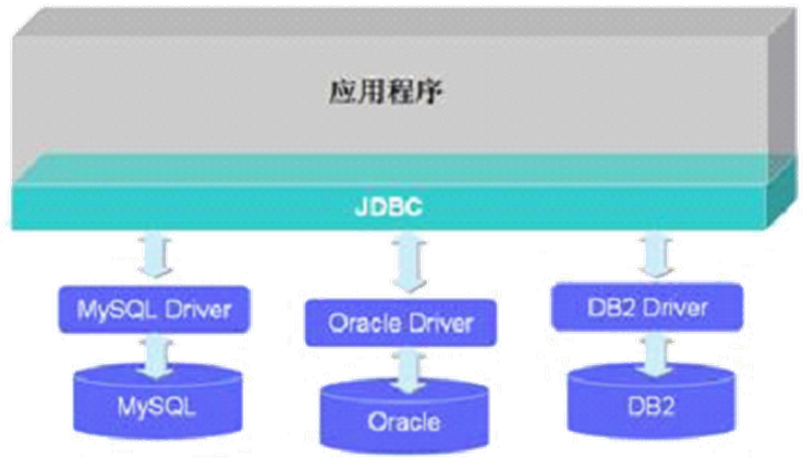 应用程序
JDBC
MySQL Driver
Oracle Driver
DB2 Driver
MySQL
Oracle
DB2